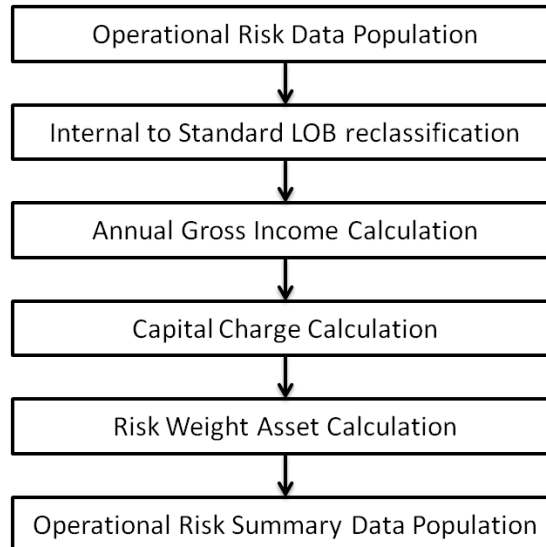 Operational Risk Data Population
Internal to Standard LOB reclassification
Annual Gross Income Calculation
Capital Charge Calculation
Risk Weight Asset Calculation
Operational Risk Summary Data Population